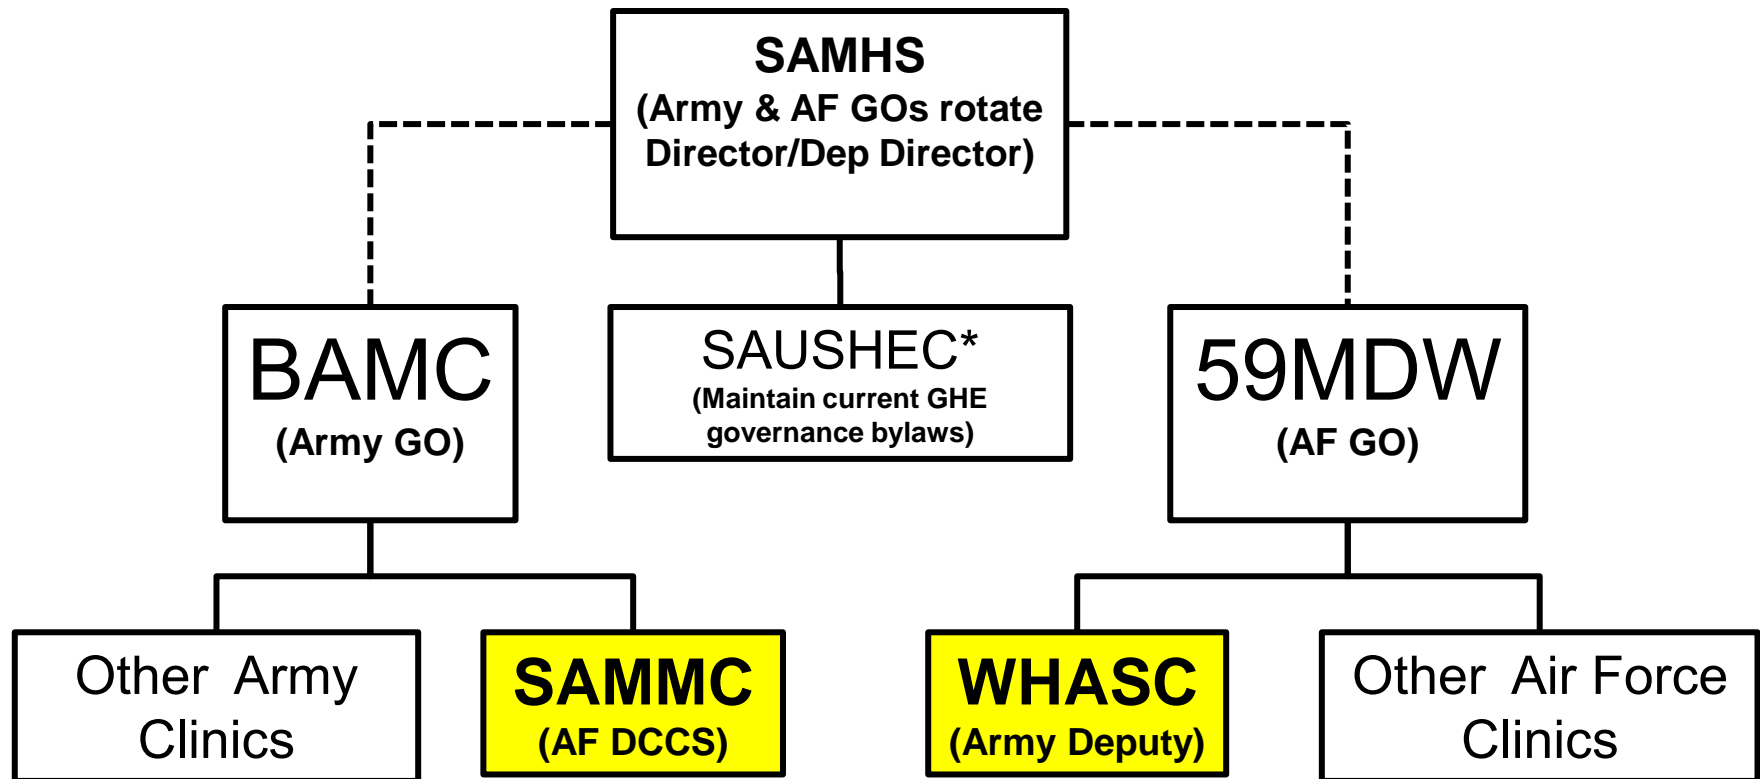 SAMHS
(Army & AF GOs rotate
Director/Dep Director)
BAMC
(Army GO)
SAUSHEC*
(Maintain current GHE
governance bylaws)
59MDW
(AF GO)
Other Army
Clinics
SAMMC
(AF DCCS)
WHASC
(Army Deputy)
Other Air Force
Clinics